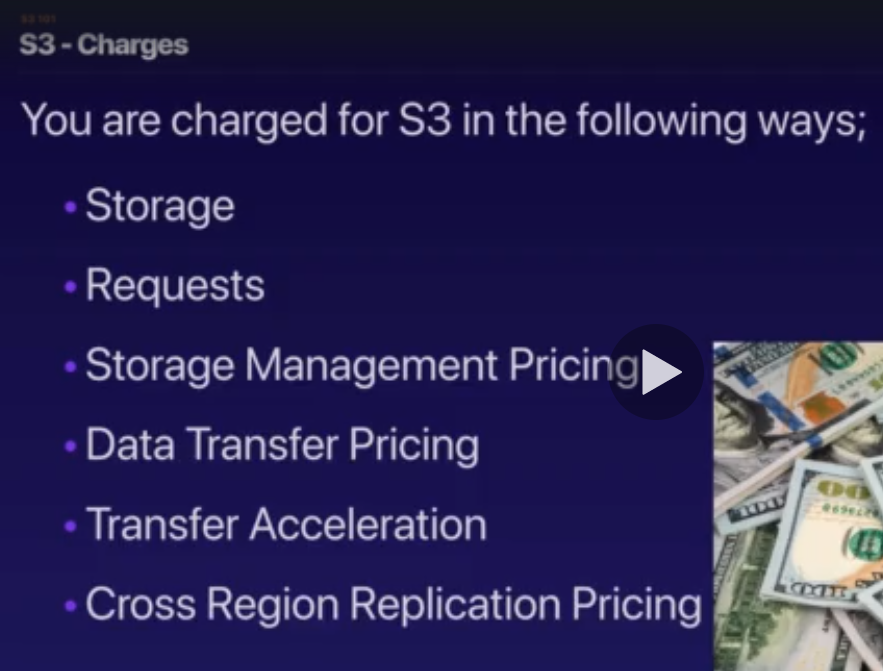 S3 101
S3 - Charges
You are charged for S3 in the following ways;
• Storage
• Requests
• Storage Management Pricing
• Data Transfer Pricing
• Transfer Acceleration
• Cross Region Replication Pricing